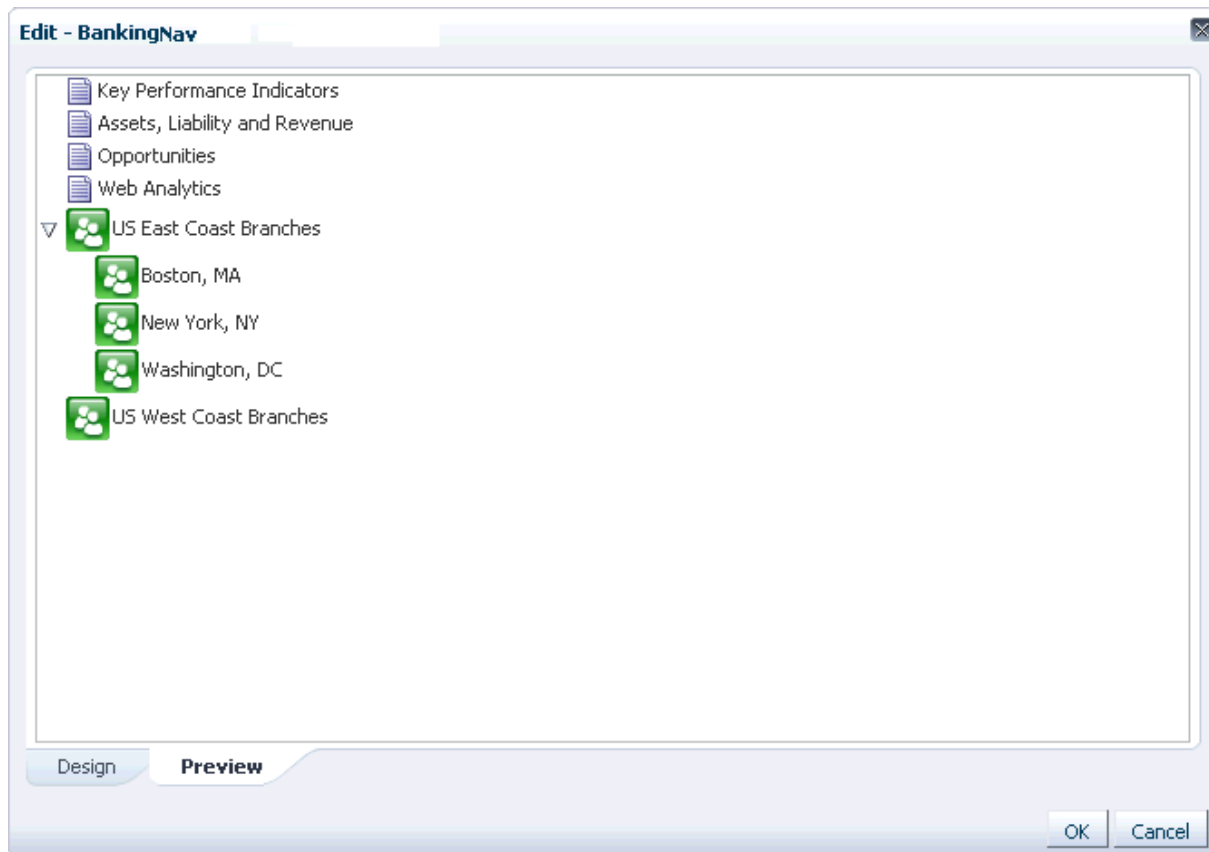 Edit - BankingNav
Key Performance Indicators
Assets, Liability and Revenue
Opportunities
Web Analytics
US East Coast Branches
Boston, MA
New York, NY
Washington, DC
US West Coast Branches
Design Preview
OK Cancel